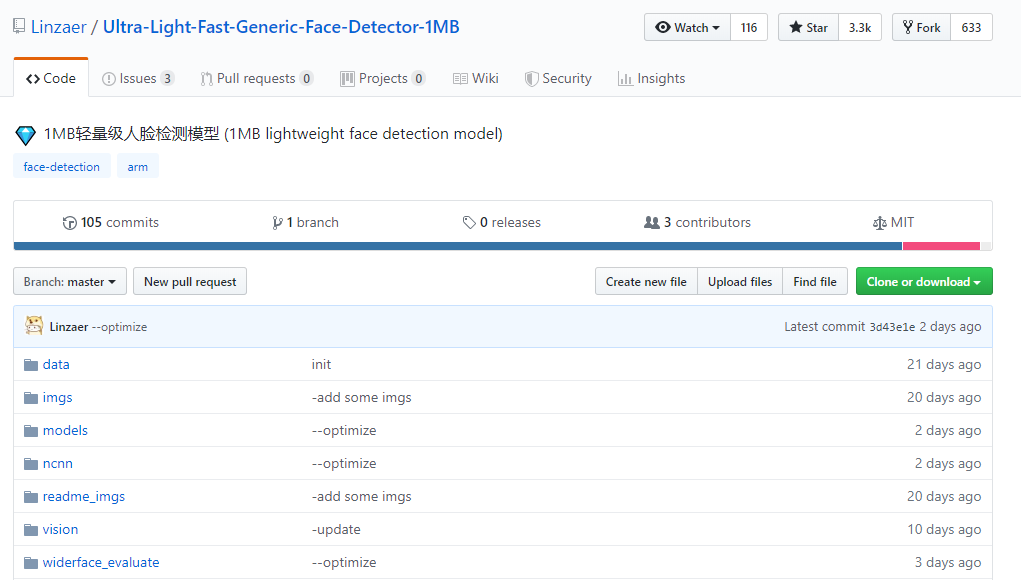 Linzaer / Ultra-Light-Fast-Generic-Face-Detector-1MB
Watch 116 Star 3.3k Fork 633
Code Issues 3 Pull requests 0 Projects 0 Wiki Security Insights
1MB轻量级人脸检测模型 (1MB lightweight face detection model)
face-detection arm
105 commits 1 branch 0 releases 3 contributors MIT
Branch: master New pull request Create new file Upload files Find file Clone or download
Linzaer --optimize Latest commit 3d43e1e 2 days ago
data init 21 days ago
imgs -add some imgs 20 days ago
models --optimize 2 days ago
ncnn --optimize 2 days ago
readme_imgs -add some imgs 20 days ago
vision -update 10 days ago
widerface_evaluate --optimize 3 days ago